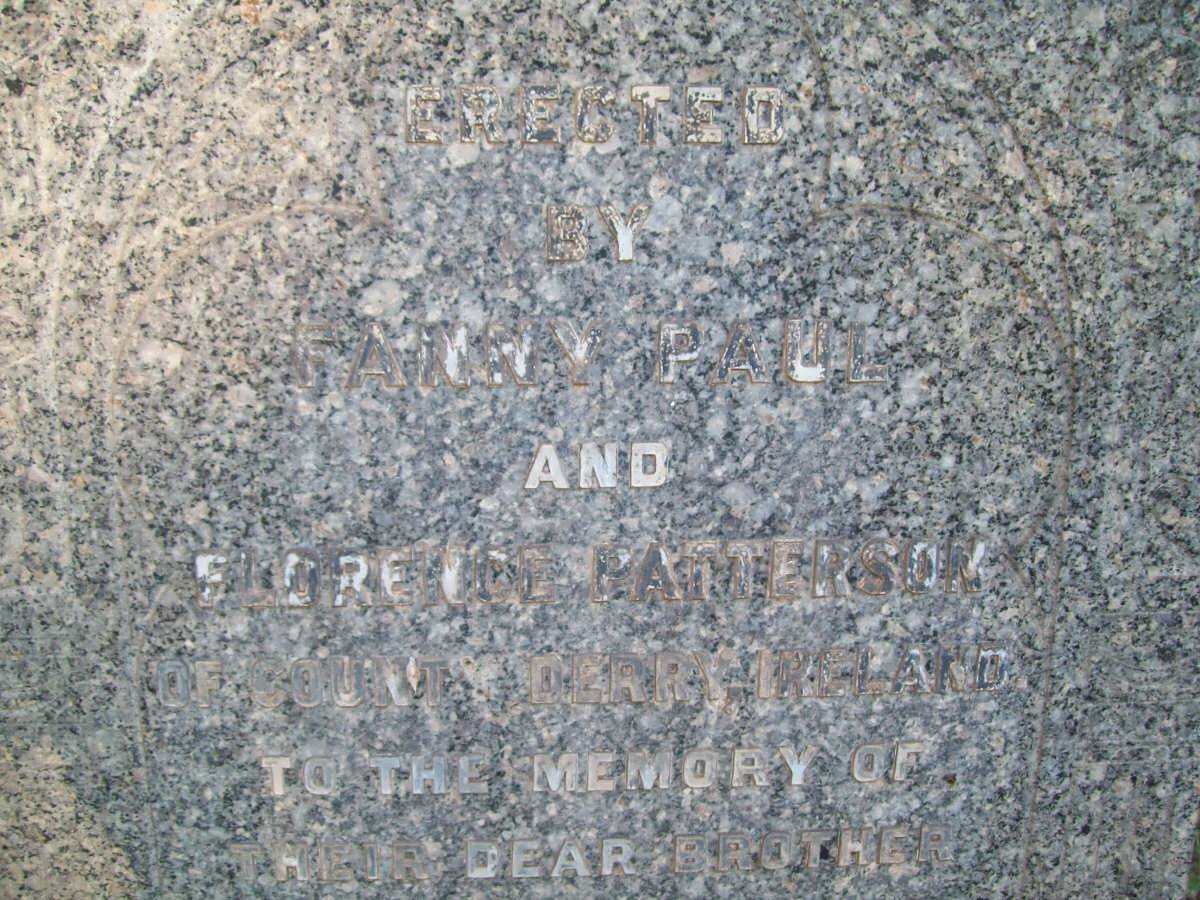 ERECTED
BY
FANNY PAUL
AND
FLORENCE PATTERSON
OF COUNT DERRY, IRELAND.
TO THE MEMORY OF
THEIR DEAR BROTHER